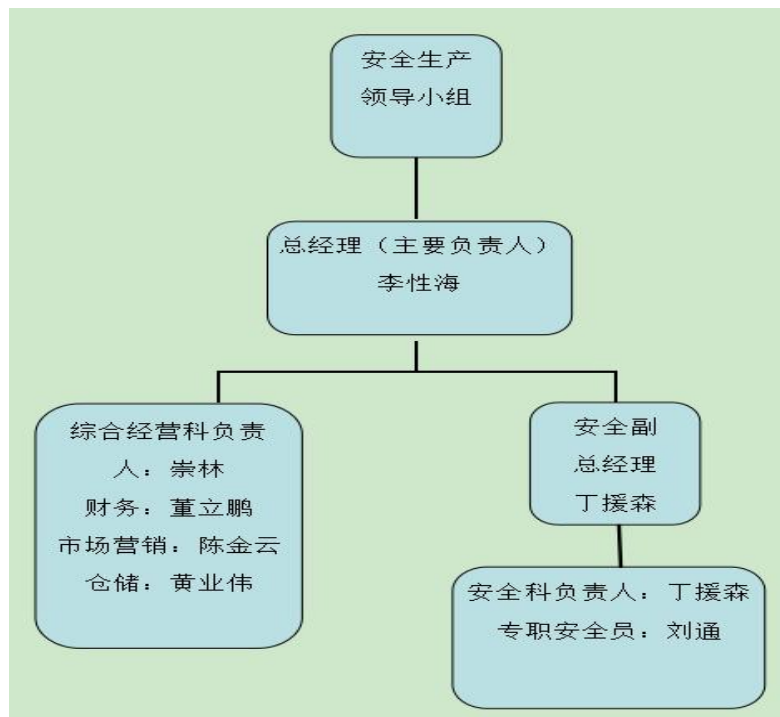 安全生产
领导小组
总经理（主要负责人）
李性海
综合经营科负责
人：崇林
财务：董立鹏
市场营销：陈金云
仓储：黄业伟
安全副
总经理
丁援森
安全科负责人：丁援森
专职安全员：刘通